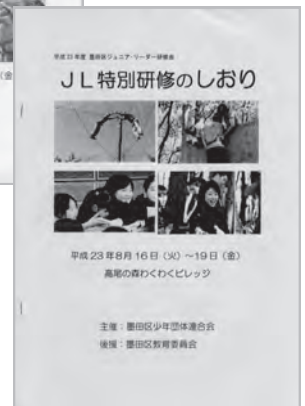 (金
平成23年度 墨田区ジュニア・リーダー研修会
JL特別研修のしおり
平成23年8月16日(火)~19日(金)
高尾の森わくわくビレッジ
主催:墨田区少年団体連合会
後援:墨田区教育委員会